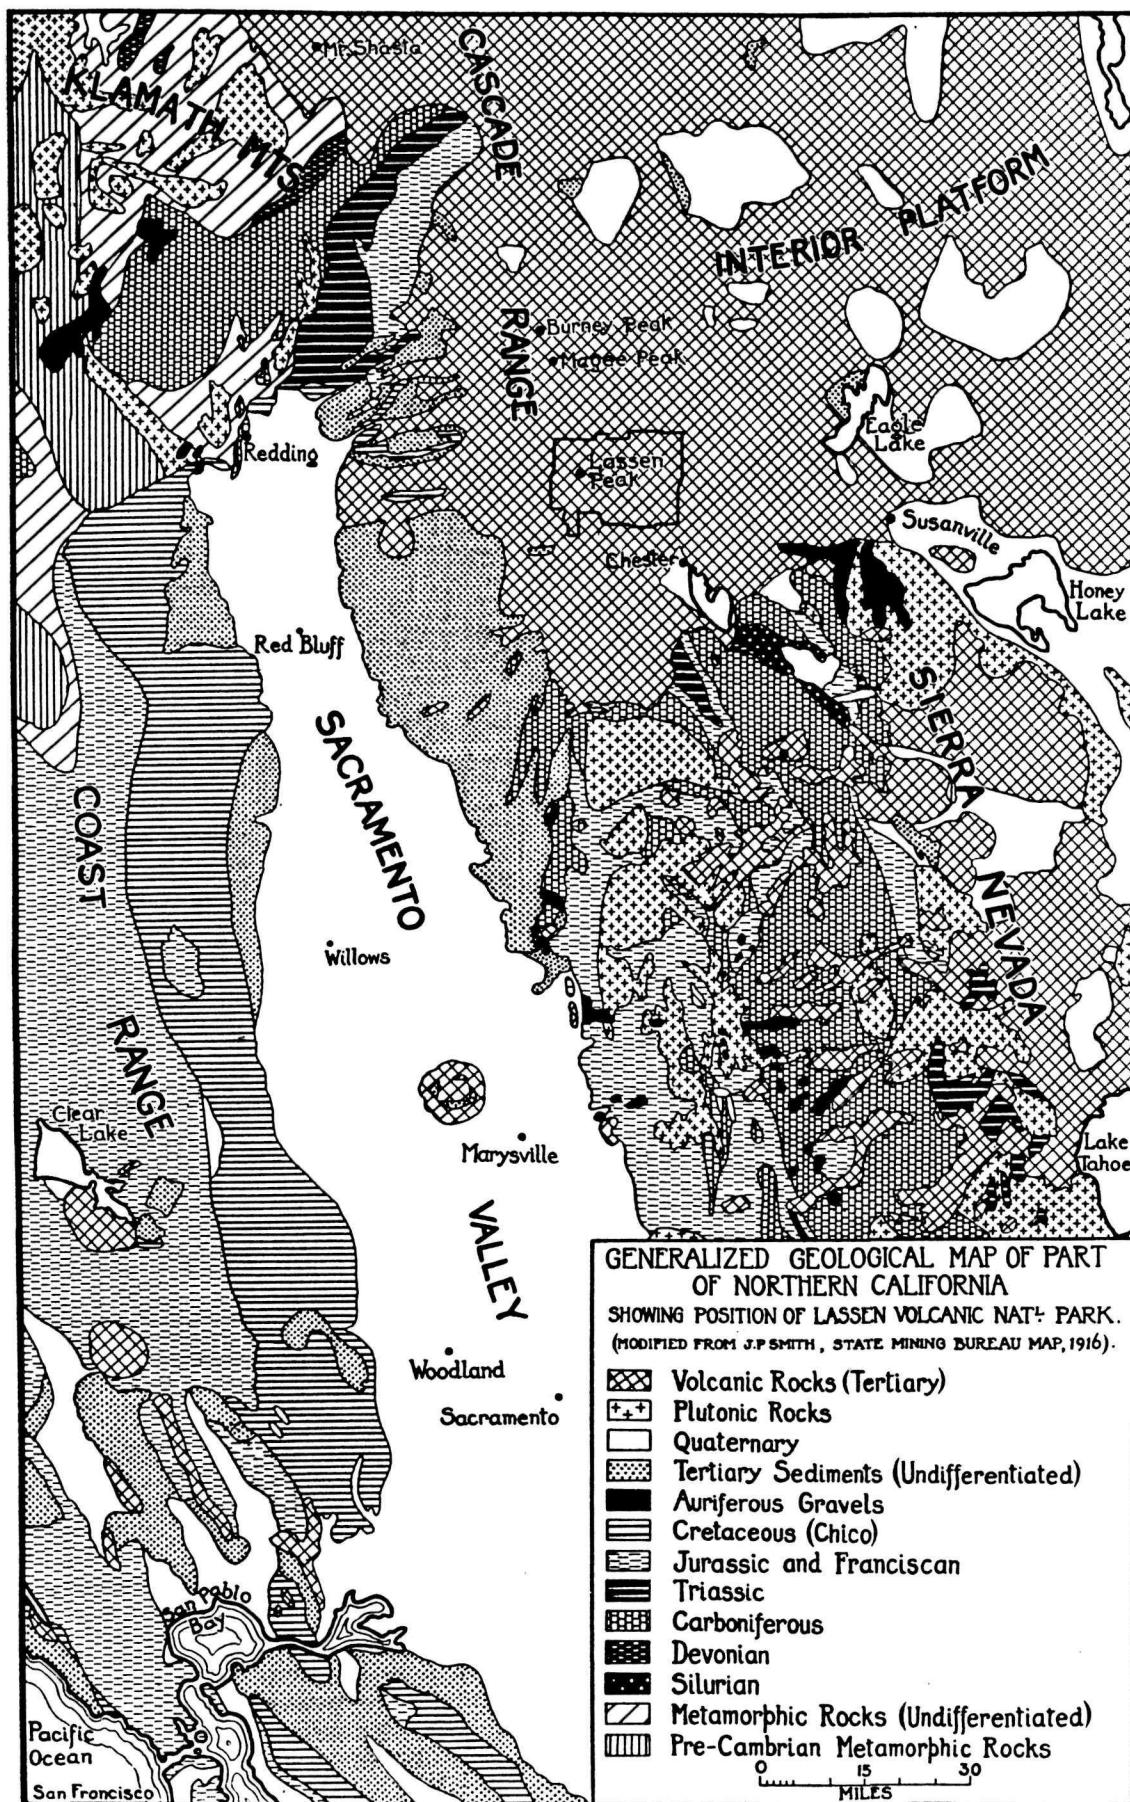 Mt. Shasta
CASCADE
KLAMATH MTS
INTERIOR PLATFORM
RANGE
Burney Peak
Magee Peak
Eagle
Lake
Redding
Lassen
Peak
Susanville
Chester
Honey
Lake
Red Bluff
SIERRA
SACRAMENTO
COAST
NEVADA
Willows
RANGE
Clear
Lake
Marysville
Lake
Tahoe
VALLEY
Woodland
Sacramento
San Pablo
Bay
Pacific
Ocean
San Francisco
GENERALIZED GEOLOGICAL MAP OF PART
OF NORTHERN CALIFORNIA
SHOWING POSITION OF LASSEN VOLCANIC NAT'L PARK.
(MODIFIED FROM J.P SMITH, STATE MINING BUREAU MAP, 1916).
Volcanic Rocks (Tertiary)
Plutonic Rocks
Quaternary
Tertiary Sediments (Undifferentiated)
Auriferous Gravels
Cretaceous (Chico)
Jurassic and Franciscan
Triassic
Carboniferous
Devonian
Silurian
Metamorphic Rocks (Undifferentiated)
Pre-Cambrian Metamorphic Rocks
0 15 30
MILES